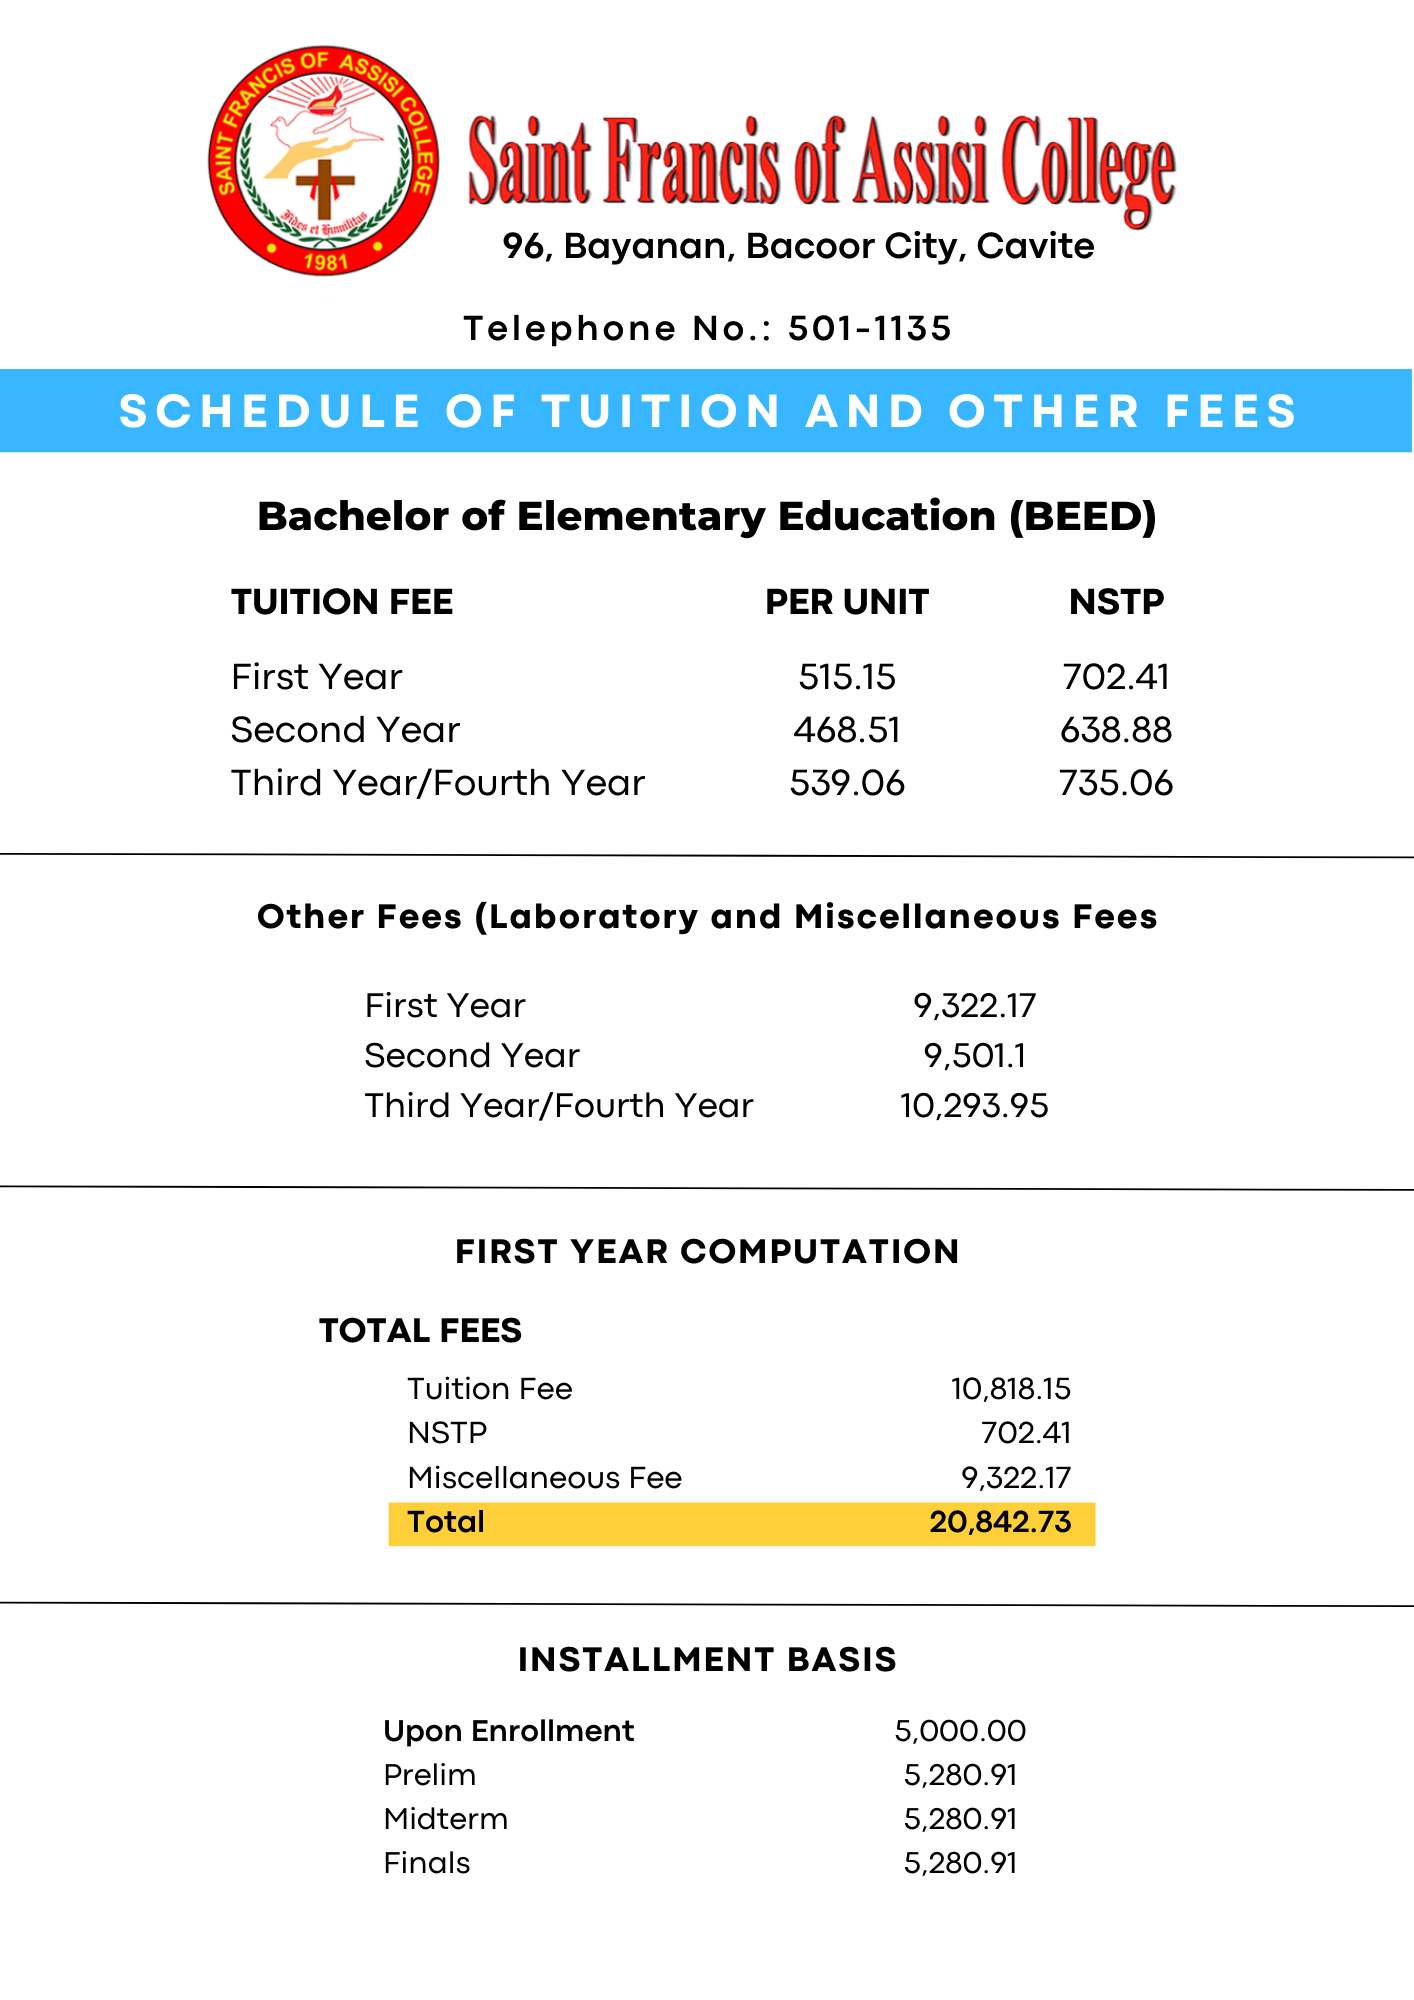 SAINT FRANCIS OF ASSISI COLLEGE
Fides et Humilitas
1981
Saint Francis of Assisi College
96, Bayanan, Bacoor City, Cavite
Telephone No.: 501-1135
SCHEDULE OF TUITION AND OTHER FEES
Bachelor of Elementary Education (BEED)
TUITION FEE PER UNIT NSTP
First Year 515.15 702.41
Second Year 468.51 638.88
Third Year/Fourth Year 539.06 735.06
Other Fees (Laboratory and Miscellaneous Fees
First Year 9,322.17
Second Year 9,501.1
Third Year/Fourth Year 10,293.95
FIRST YEAR COMPUTATION
TOTAL FEES
Tuition Fee 10,818.15
NSTP 702.41
Miscellaneous Fee 9,322.17
Total 20,842.73
INSTALLMENT BASIS
Upon Enrollment 5,000.00
Prelim 5,280.91
Midterm 5,280.91
Finals 5,280.91